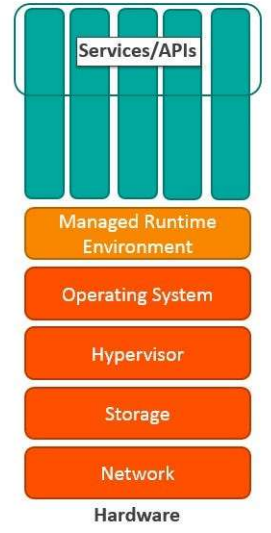 Services/APIs
Managed Runtime
Environment
Operating System
Hypervisor
Storage
Network
Hardware